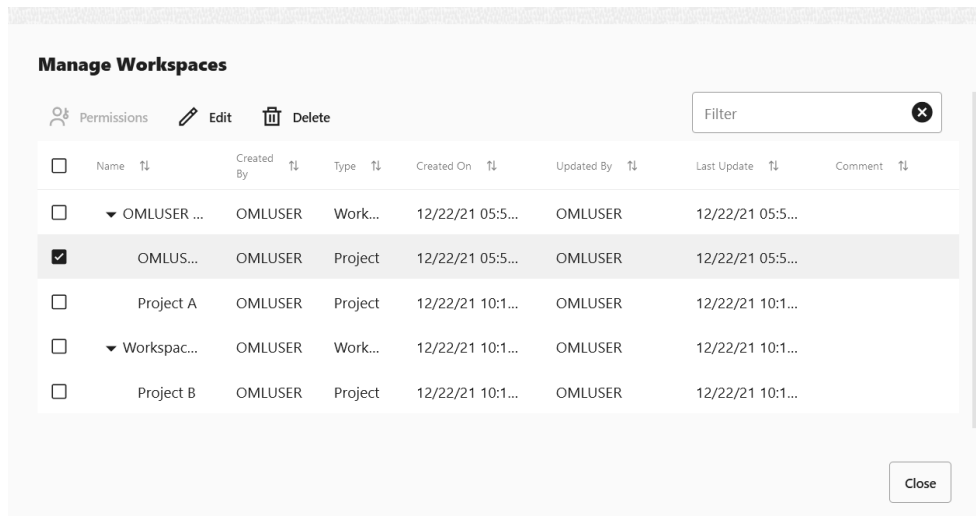 Manage Workspaces
Permissions Edit Delete Filter
Name Created By Type Created On Updated By Last Update Comment
OMLUSER ... OMLUSER Work... 12/22/21 05:5... OMLUSER 12/22/21 05:5...
OMLUS... OMLUSER Project 12/22/21 05:5... OMLUSER 12/22/21 05:5...
Project A OMLUSER Project 12/22/21 10:1... OMLUSER 12/22/21 10:1...
Workspac... OMLUSER Work... 12/22/21 10:1... OMLUSER 12/22/21 10:1...
Project B OMLUSER Project 12/22/21 10:1... OMLUSER 12/22/21 10:1...
Close